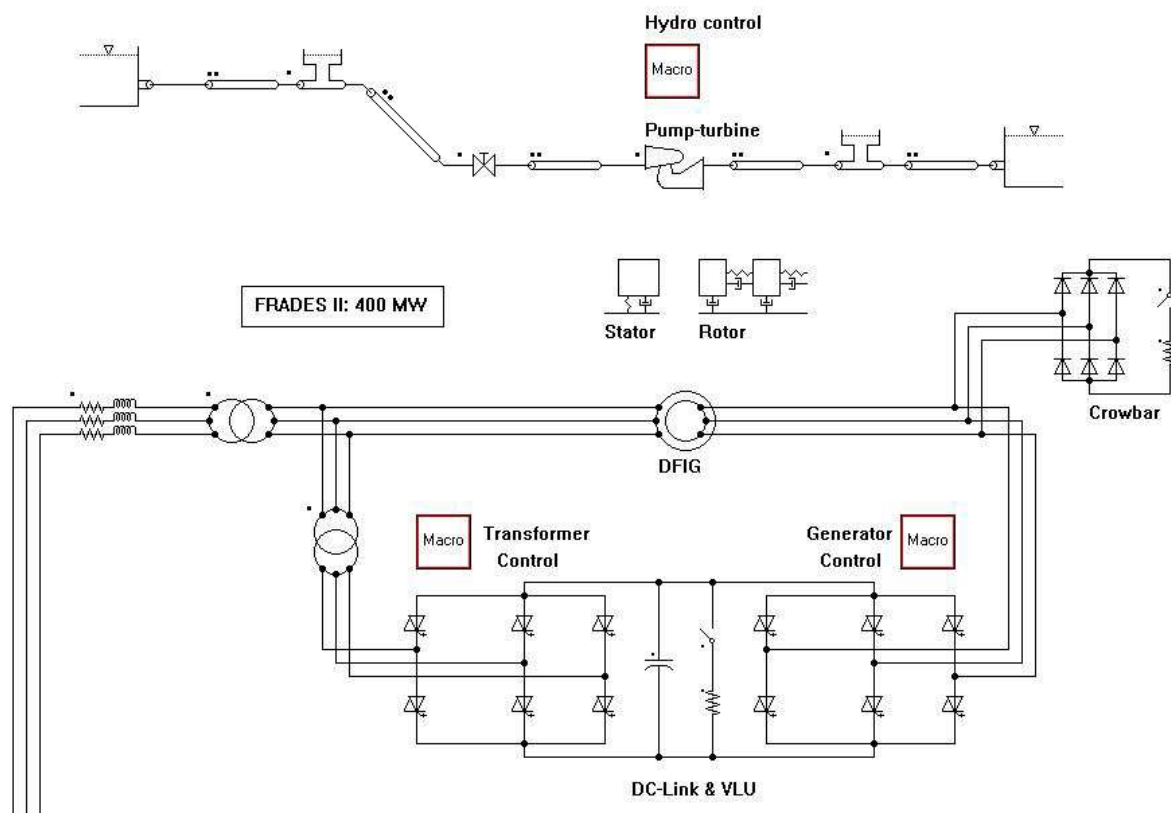 Hydro control
Macro
Pump-turbine
FRADES II: 400 MW
Stator
Rotor
Crowbar
DFIG
Macro
Transformer
Control
Generator
Control
Macro
DC-Link & VLU